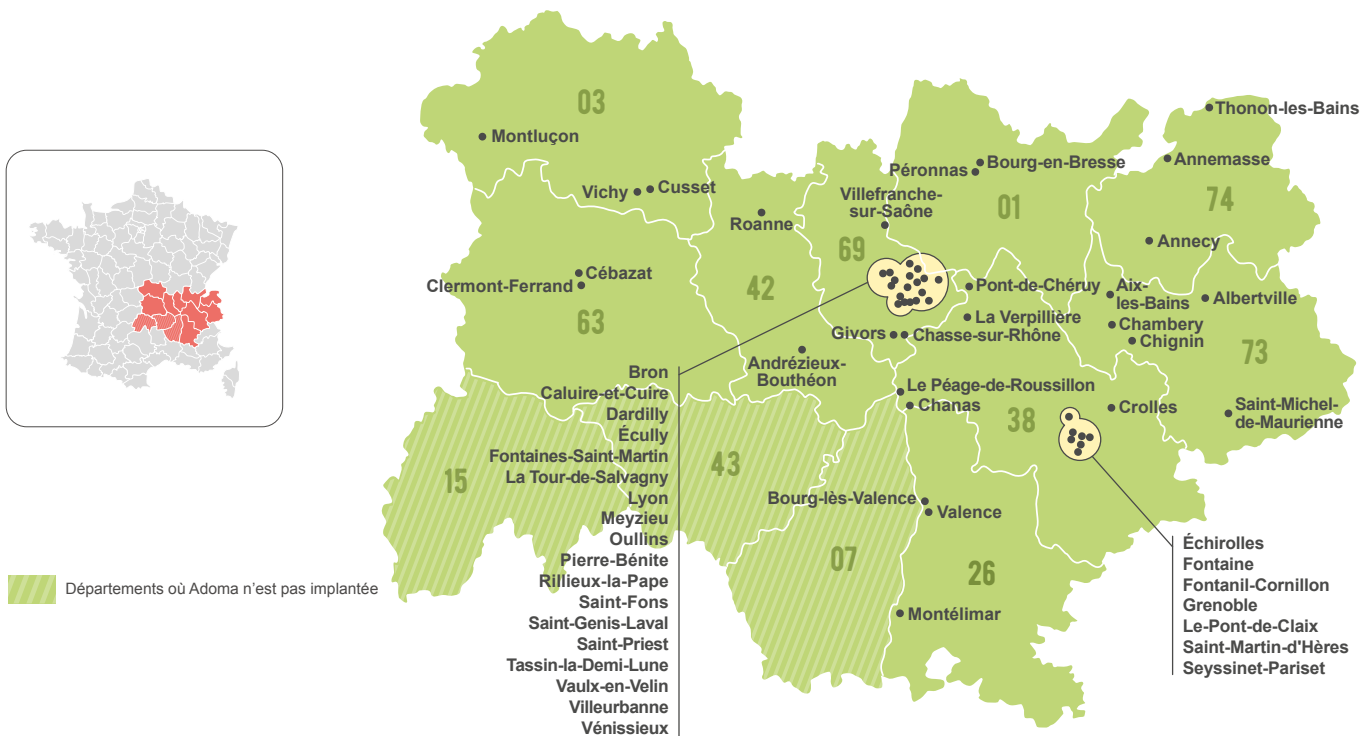 03
Montluçon
Vichy
Cusset
Thonon-les-Bains
Annemasse
74
Annecy
Bourg-en-Bresse
Péronnas
01
Villefranche-
sur-Saône
69
Roanne
42
Cébazat
Clermont-Ferrand
63
Pont-de-Chéruy
La Verpillière
Givors
Chasse-sur-Rhône
Andrézieux-
Bouthéon
Aix-
les-Bains
Albertville
Chambery
Chignin
73
Saint-Michel-
de-Maurienne
Le Péage-de-Roussillon
Chanas
38
Crolles
15
43
07
Bourg-lès-Valence
Valence
26
Montélimar
Bron
Caluire-et-Cuire
Dardilly
Écully
Fontaines-Saint-Martin
La Tour-de-Salvagny
Lyon
Meyzieu
Oullins
Pierre-Bénite
Rillieux-la-Pape
Saint-Fons
Saint-Genis-Laval
Saint-Priest
Tassin-la-Demi-Lune
Vaulx-en-Velin
Villeurbanne
Vénissieux
Échirolles
Fontaine
Fontanil-Cornillon
Grenoble
Le-Pont-de-Claix
Saint-Martin-d'Hères
Seyssinet-Pariset
Départements où Adoma n'est pas implantée